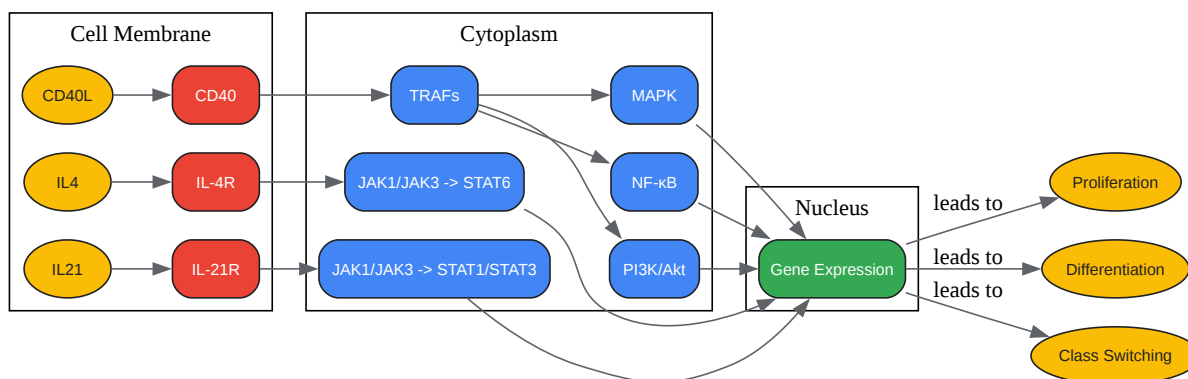 Cell Membrane
Cytoplasm
CD40L
CD40
TRAFs
MAPK
IL4
IL-4R
JAK1/JAK3 -> STAT6
NF-κB
IL21
IL-21R
JAK1/JAK3 -> STAT1/STAT3
PI3K/Akt
Nucleus
Gene Expression
leads to
Proliferation
leads to
Differentiation
leads to
Class Switching